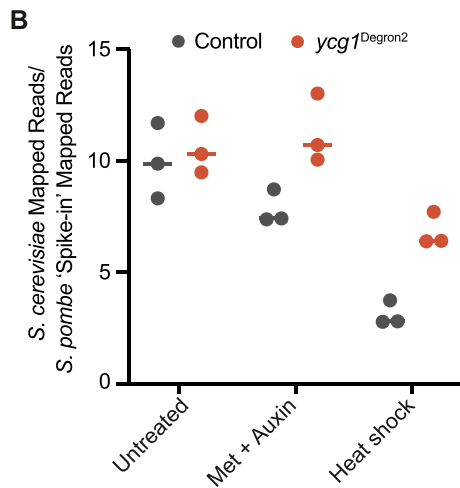 B
Control
ycg1Degron2
S. cerevisiae Mapped Reads/
S. pombe ‘Spike-in’ Mapped Reads
15
10
5
0
Untreated
Met + Auxin
Heat shock